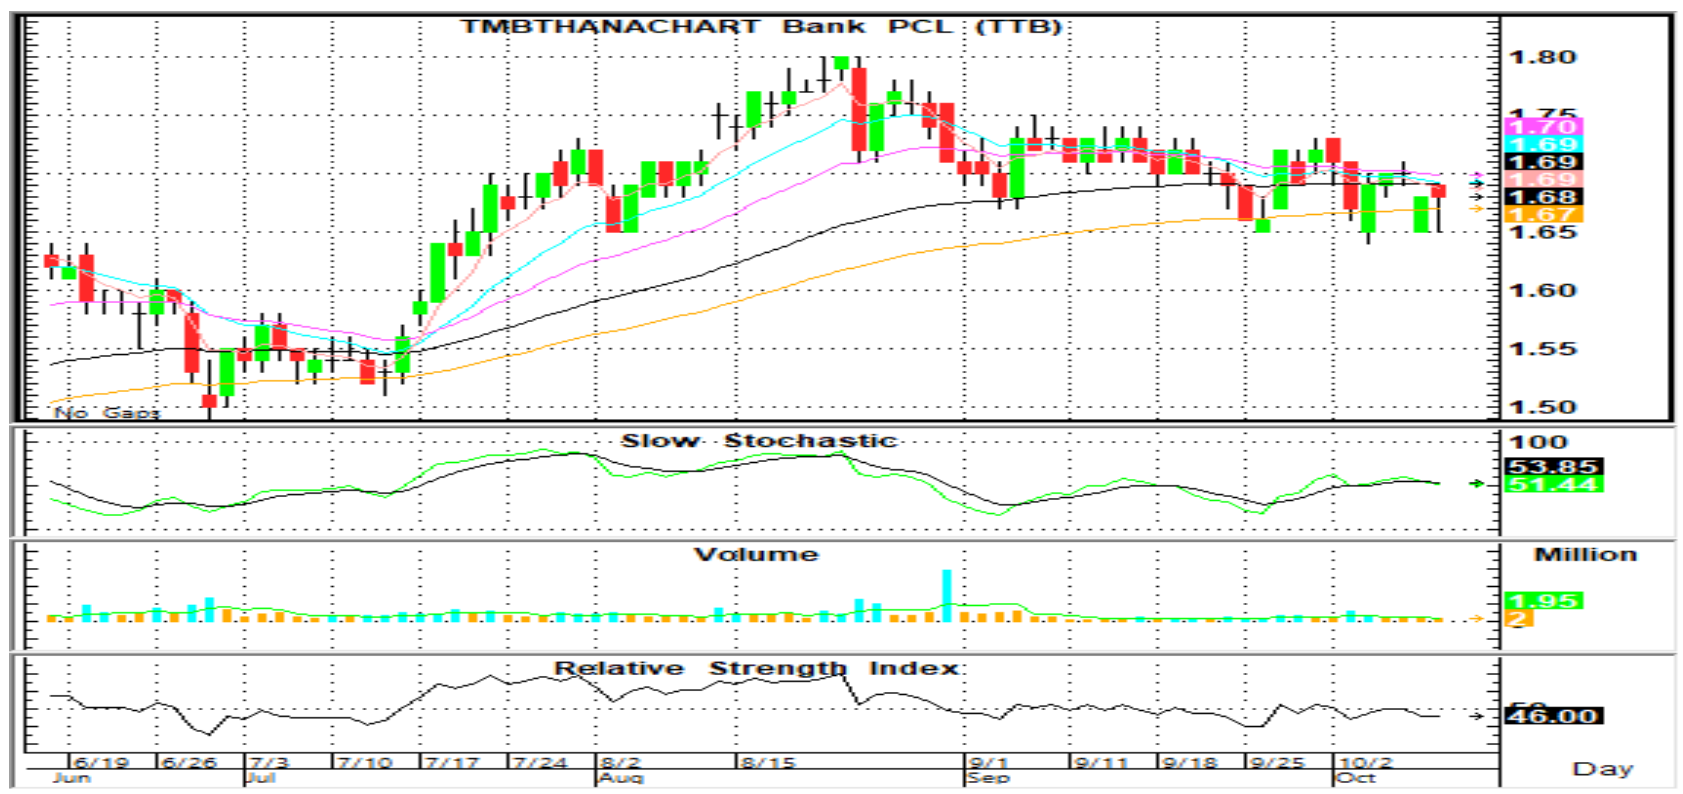 TMBTHANACHART Bank PCL (TTB)
1.80
1.75
1.70
1.69
1.69
1.69
1.68
1.67
1.65
1.60
1.55
1.50
No Gaps
Slow Stochastic
100
53.85
51.44
Volume
Million
1.95
2
Relative Strength Index
46.00
6/19 6/26 7/3 7/10 7/17 7/24 8/2 8/15 9/1 9/11 9/18 9/25 10/2
Jun Jul Aug Sep Oct
Day